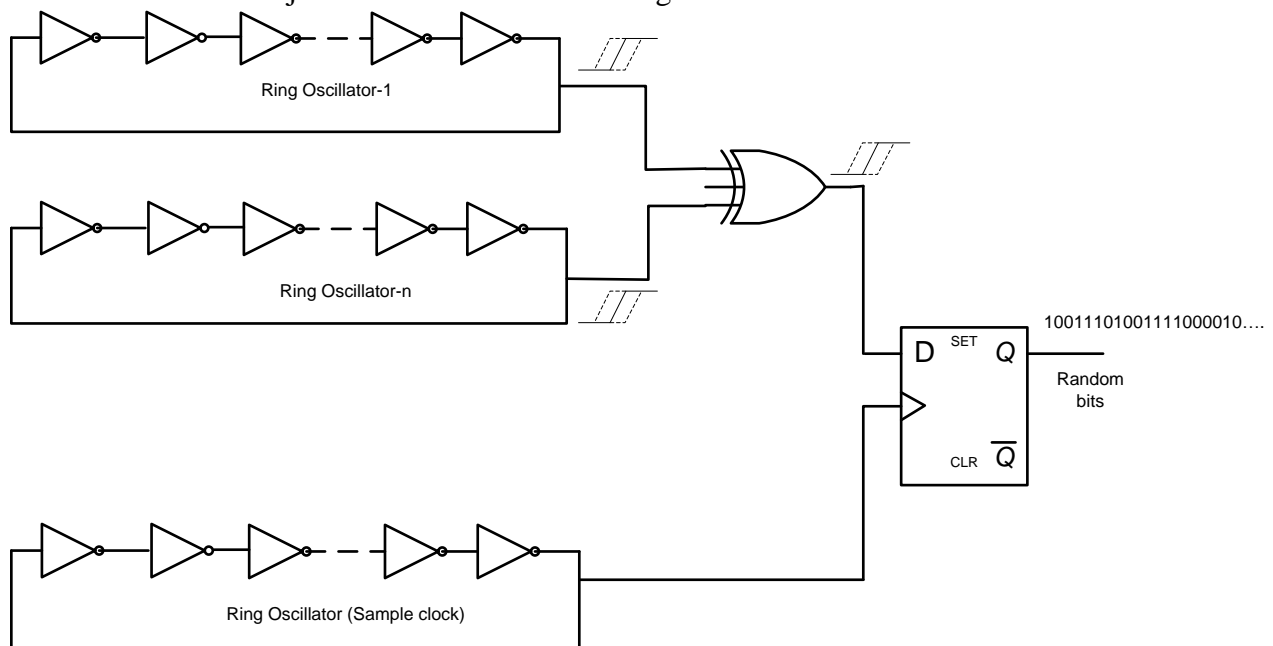 Ring Oscillator-1
Ring Oscillator-n
10011101001111000010....
D SET Q
Random
bits
CLR Q
Ring Oscillator (Sample clock)